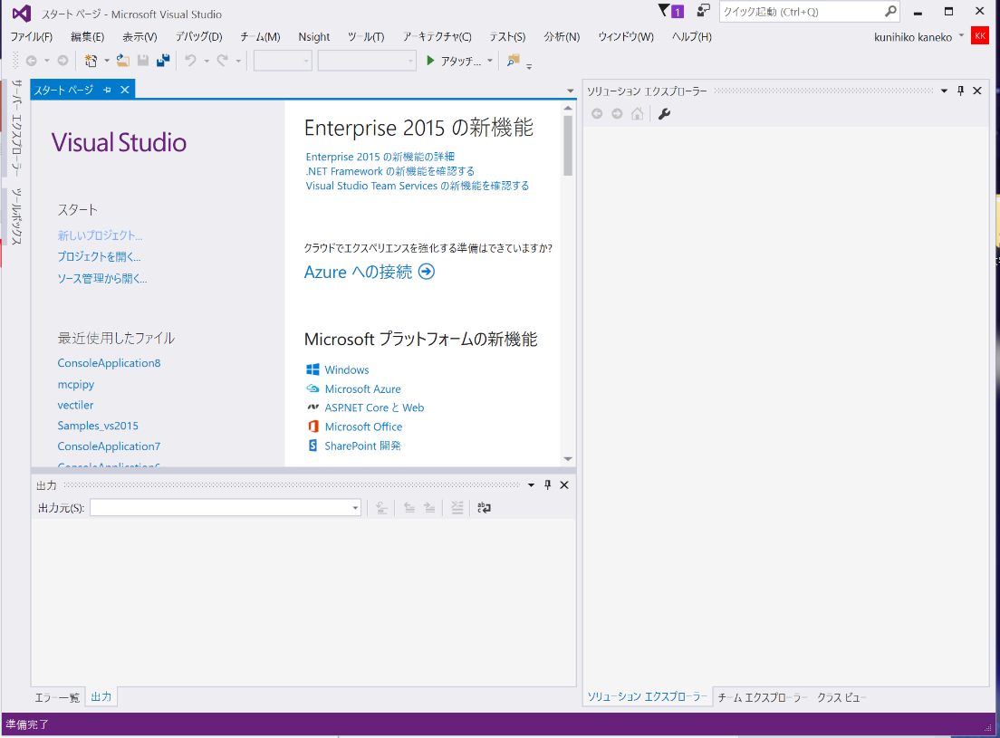 スタート ページ - Microsoft Visual Studio
1
クイック起動 (Ctrl+Q)
ファイル(F) 編集(E) 表示(V) デバッグ(D) チーム(M) Nsight ツール(T) アーキテクチャ(C) テスト(S) 分析(N) ウィンドウ(W) ヘルプ(H)
kunihiko kaneko KK
アタッチ...
サーバー エクスプローラー
ツールボックス
スタート ページ
Visual Studio
スタート
新しいプロジェクト...
プロジェクトを開く...
ソース管理から開く...
最近使用したファイル
ConsoleApplication8
mcpipy
vectiler
Samples_vs2015
ConsoleApplication7
ConsoleApplication6
Enterprise 2015 の新機能
Enterprise 2015 の新機能の詳細
.NET Framework の新機能を確認する
Visual Studio Team Services の新機能を確認する
クラウドでエクスペリエンスを強化する準備はできていますか?
Azure への接続
Microsoft プラットフォームの新機能
Windows
Microsoft Azure
ASP.NET Core と Web
Microsoft Office
SharePoint 開発
出力
出力元(S):
エラー一覧 出力
ソリューション エクスプローラー
ソリューション エクスプローラー チーム エクスプローラー クラス ビュー
準備完了